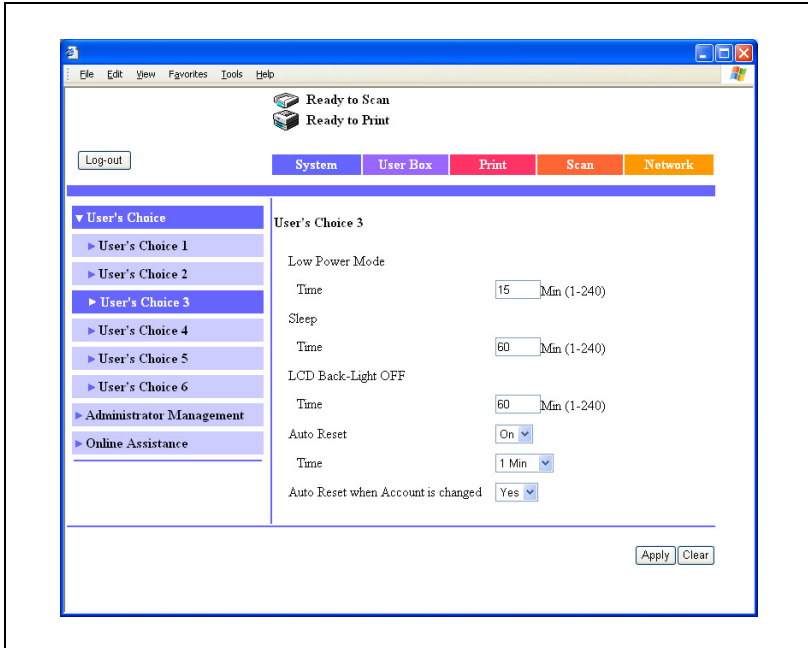 File Edit View Favorites Tools Help
Ready to Scan
Ready to Print
Log-out
System User Box Print Scan Network
User's Choice
User's Choice 1
User's Choice 2
User's Choice 3
User's Choice 4
User's Choice 5
User's Choice 6
Administrator Management
Online Assistance
User's Choice 3
Low Power Mode
Time 15 Min (1-240)
Sleep
Time 60 Min (1-240)
LCD Back-Light OFF
Time 60 Min (1-240)
Auto Reset On
Time 1 Min
Auto Reset when Account is changed Yes
Apply Clear